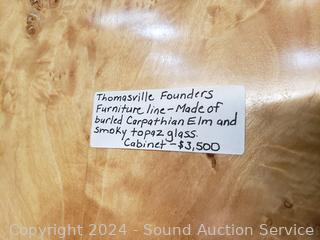 Thomasville Founders
Furniture line - Made of
burled Carpathian Elm and
smoky topaz glass.
Cabinet - $3,500
Copyright 2024 - Sound Auction Service